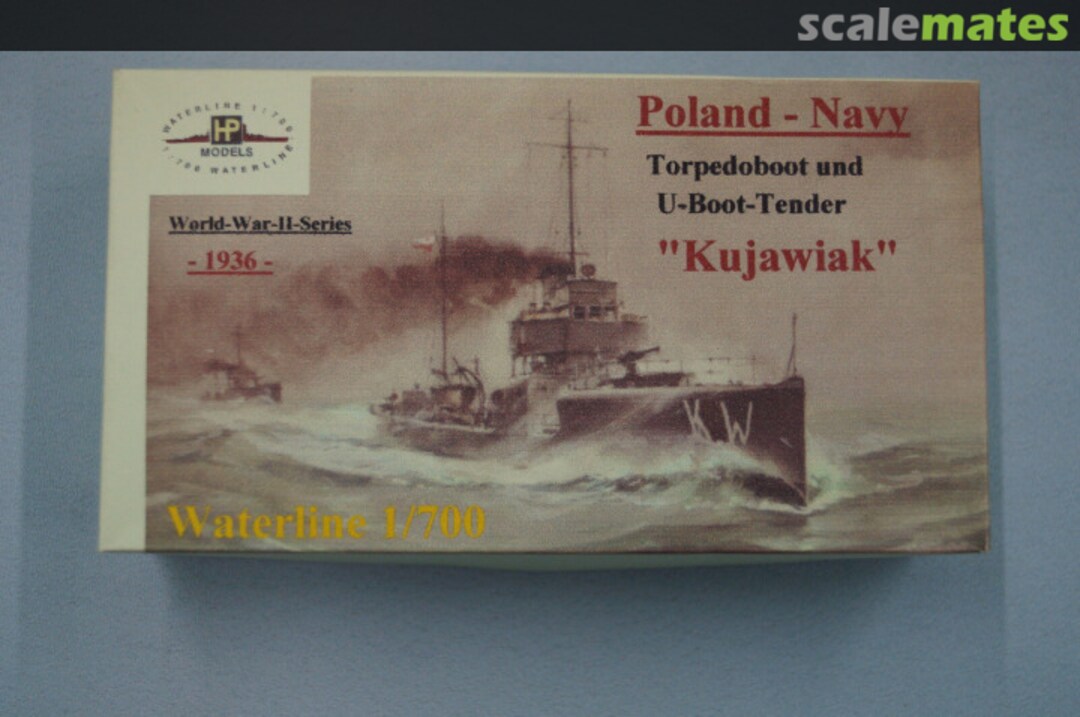 scalemates
WATERLINE 1:700
HP
MODELS
1:700 WATERLINE
Poland - Navy
Torpedoboot und
U-Boot-Tender
"Kujawiak"
World-War-II-Series
- 1936 -
KW
Waterline 1/700